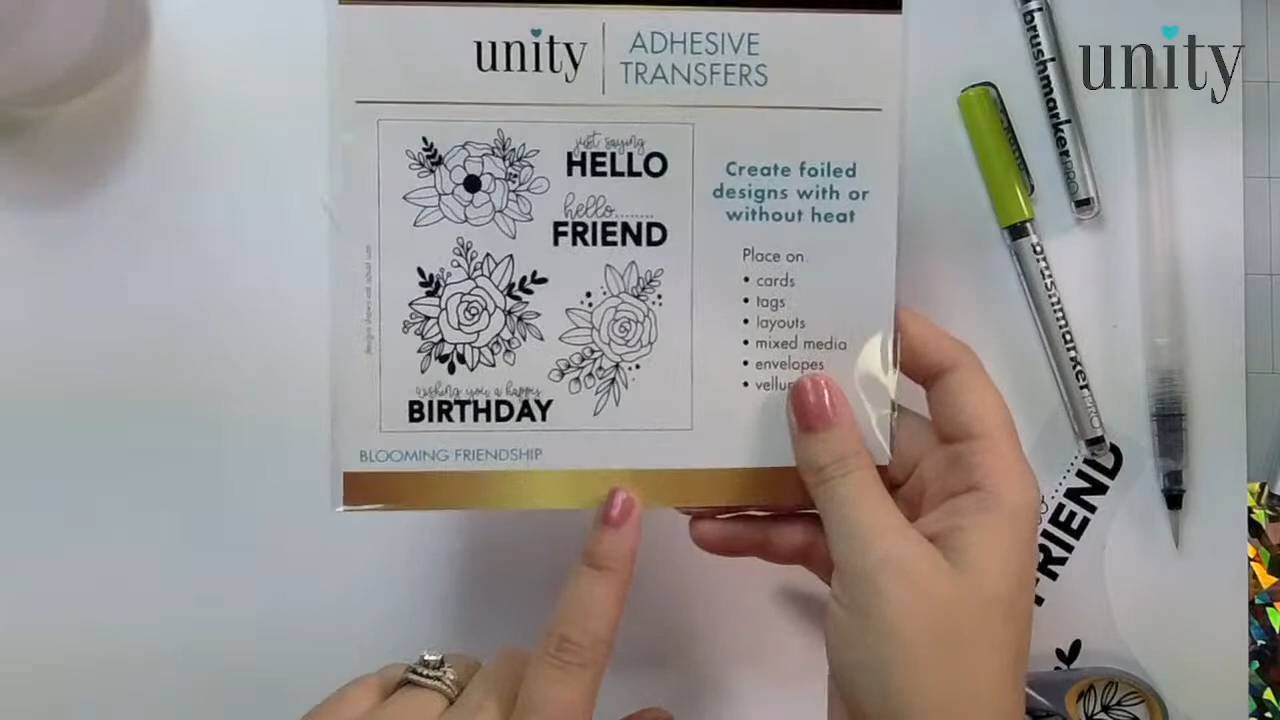 unity
ADHESIVE
TRANSFERS
just saying
HELLO
hello........
FRIEND
wishing you a happy
BIRTHDAY
BLOOMING FRIENDSHIP
Create foiled
designs with or
without heat
Place on
• cards
• tags
• layouts
• mixed media
• envelopes
• vellu
brushmarkerPRO
brushmarkerPRO
unity
FRIEND